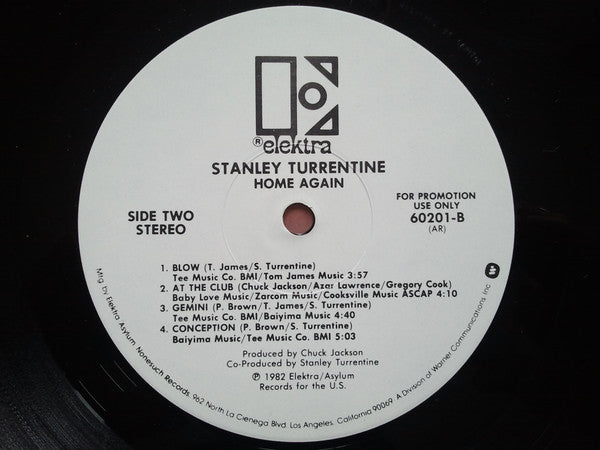 ® elektra
STANLEY TURRENTINE
HOME AGAIN
SIDE TWO
STEREO
FOR PROMOTION
USE ONLY
60201-B
(AR)
1. BLOW (T. James/S. Turrentine)
Tee Music Co. BMI/Tom James Music 3:57
2. AT THE CLUB (Chuck Jackson/Azar Lawrence/Gregory Cook)
Baby Love Music/Zarcom Music/Cooksville Music ASCAP 4:10
3. GEMINI (P. Brown/T. James/S. Turrentine)
Tee Music Co. BMI/Baiyima Music 4:40
4. CONCEPTION (P. Brown/S. Turrentine)
Baiyima Music/Tee Music Co. BMI 5:03
Produced by Chuck Jackson
Co-Produced by Stanley Turrentine
℗ 1982 Elektra/Asylum
Records for the U.S.
Mfg. by Elektra Asylum Nonesuch Records, 962 North La Cienega Blvd. Los Angeles, California 90069. A Division of Warner Communications Inc.